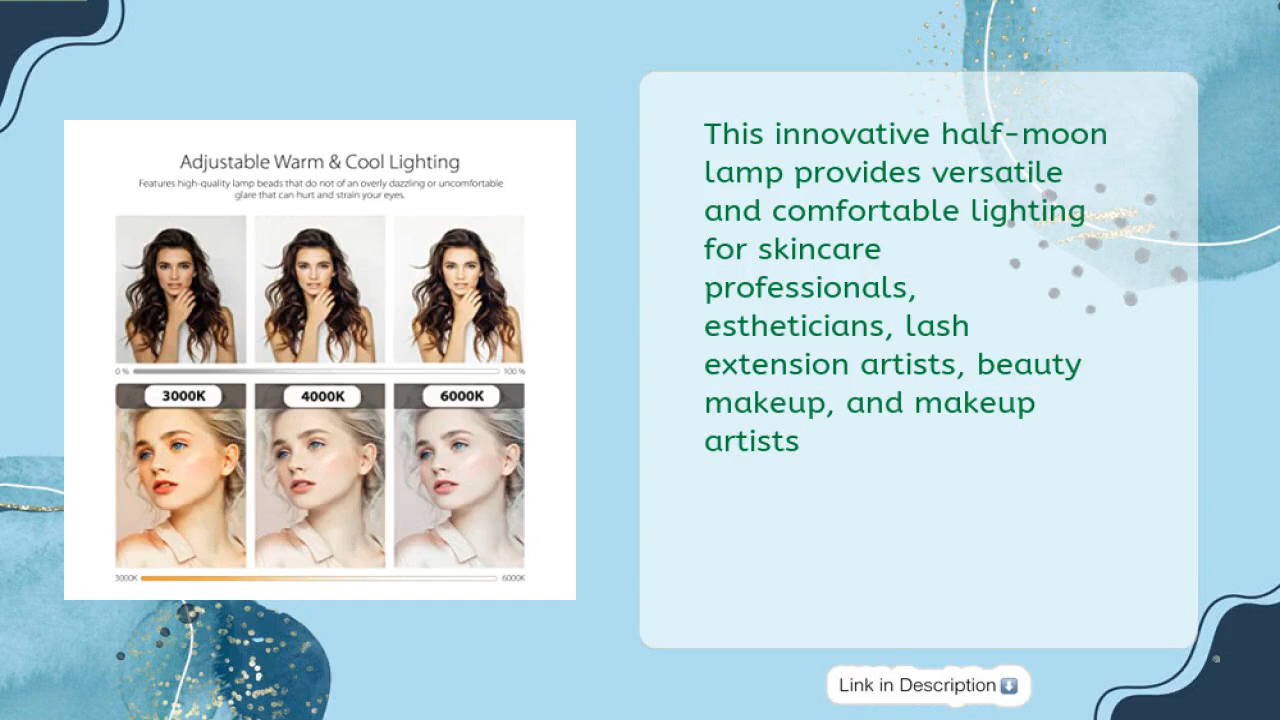 Adjustable Warm & Cool Lighting
Features high-quality lamp beads that do not of an overly dazzling or uncomfortable
glare that can hurt and strain your eyes.
0 %
100 %
3000K
4000K
6000K
3000K
6000K
This innovative half-moon
lamp provides versatile
and comfortable lighting
for skincare
professionals,
estheticians, lash
extension artists, beauty
makeup, and makeup
artists
Link in Description⬇️